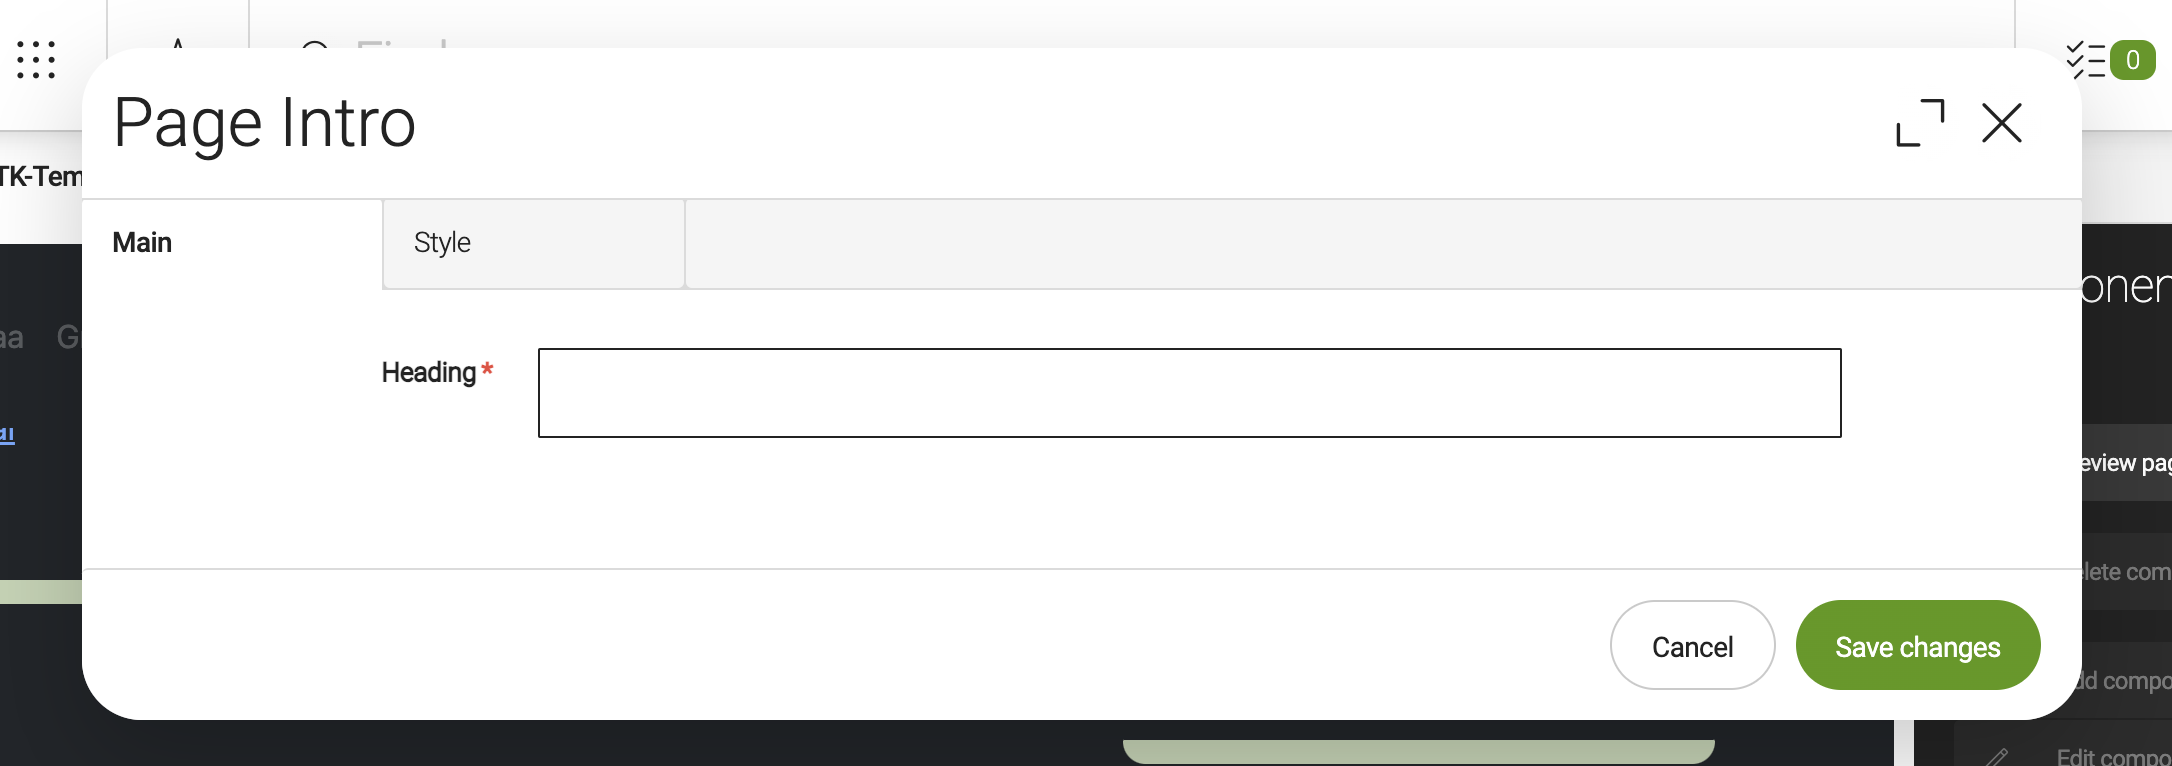 0
Page Intro
TK-Tem
Main
Style
oner
aa G
Heading *
eview pag
lete com
Cancel
Save changes
dd compo
Edit compo